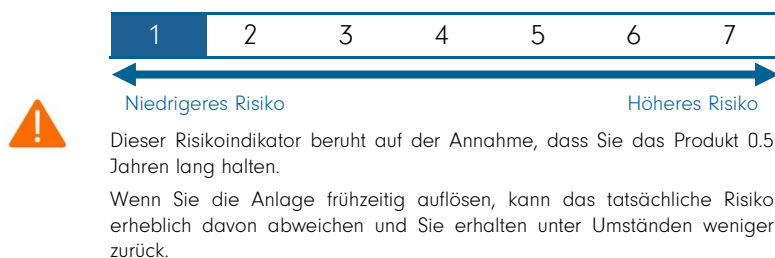 1 2 3 4 5 6 7
Niedrigeres Risiko Höheres Risiko
Dieser Risikoindikator beruht auf der Annahme, dass Sie das Produkt 0.5
Jahren lang halten.
Wenn Sie die Anlage frühzeitig auflösen, kann das tatsächliche Risiko
erheblich davon abweichen und Sie erhalten unter Umständen weniger
zurück.